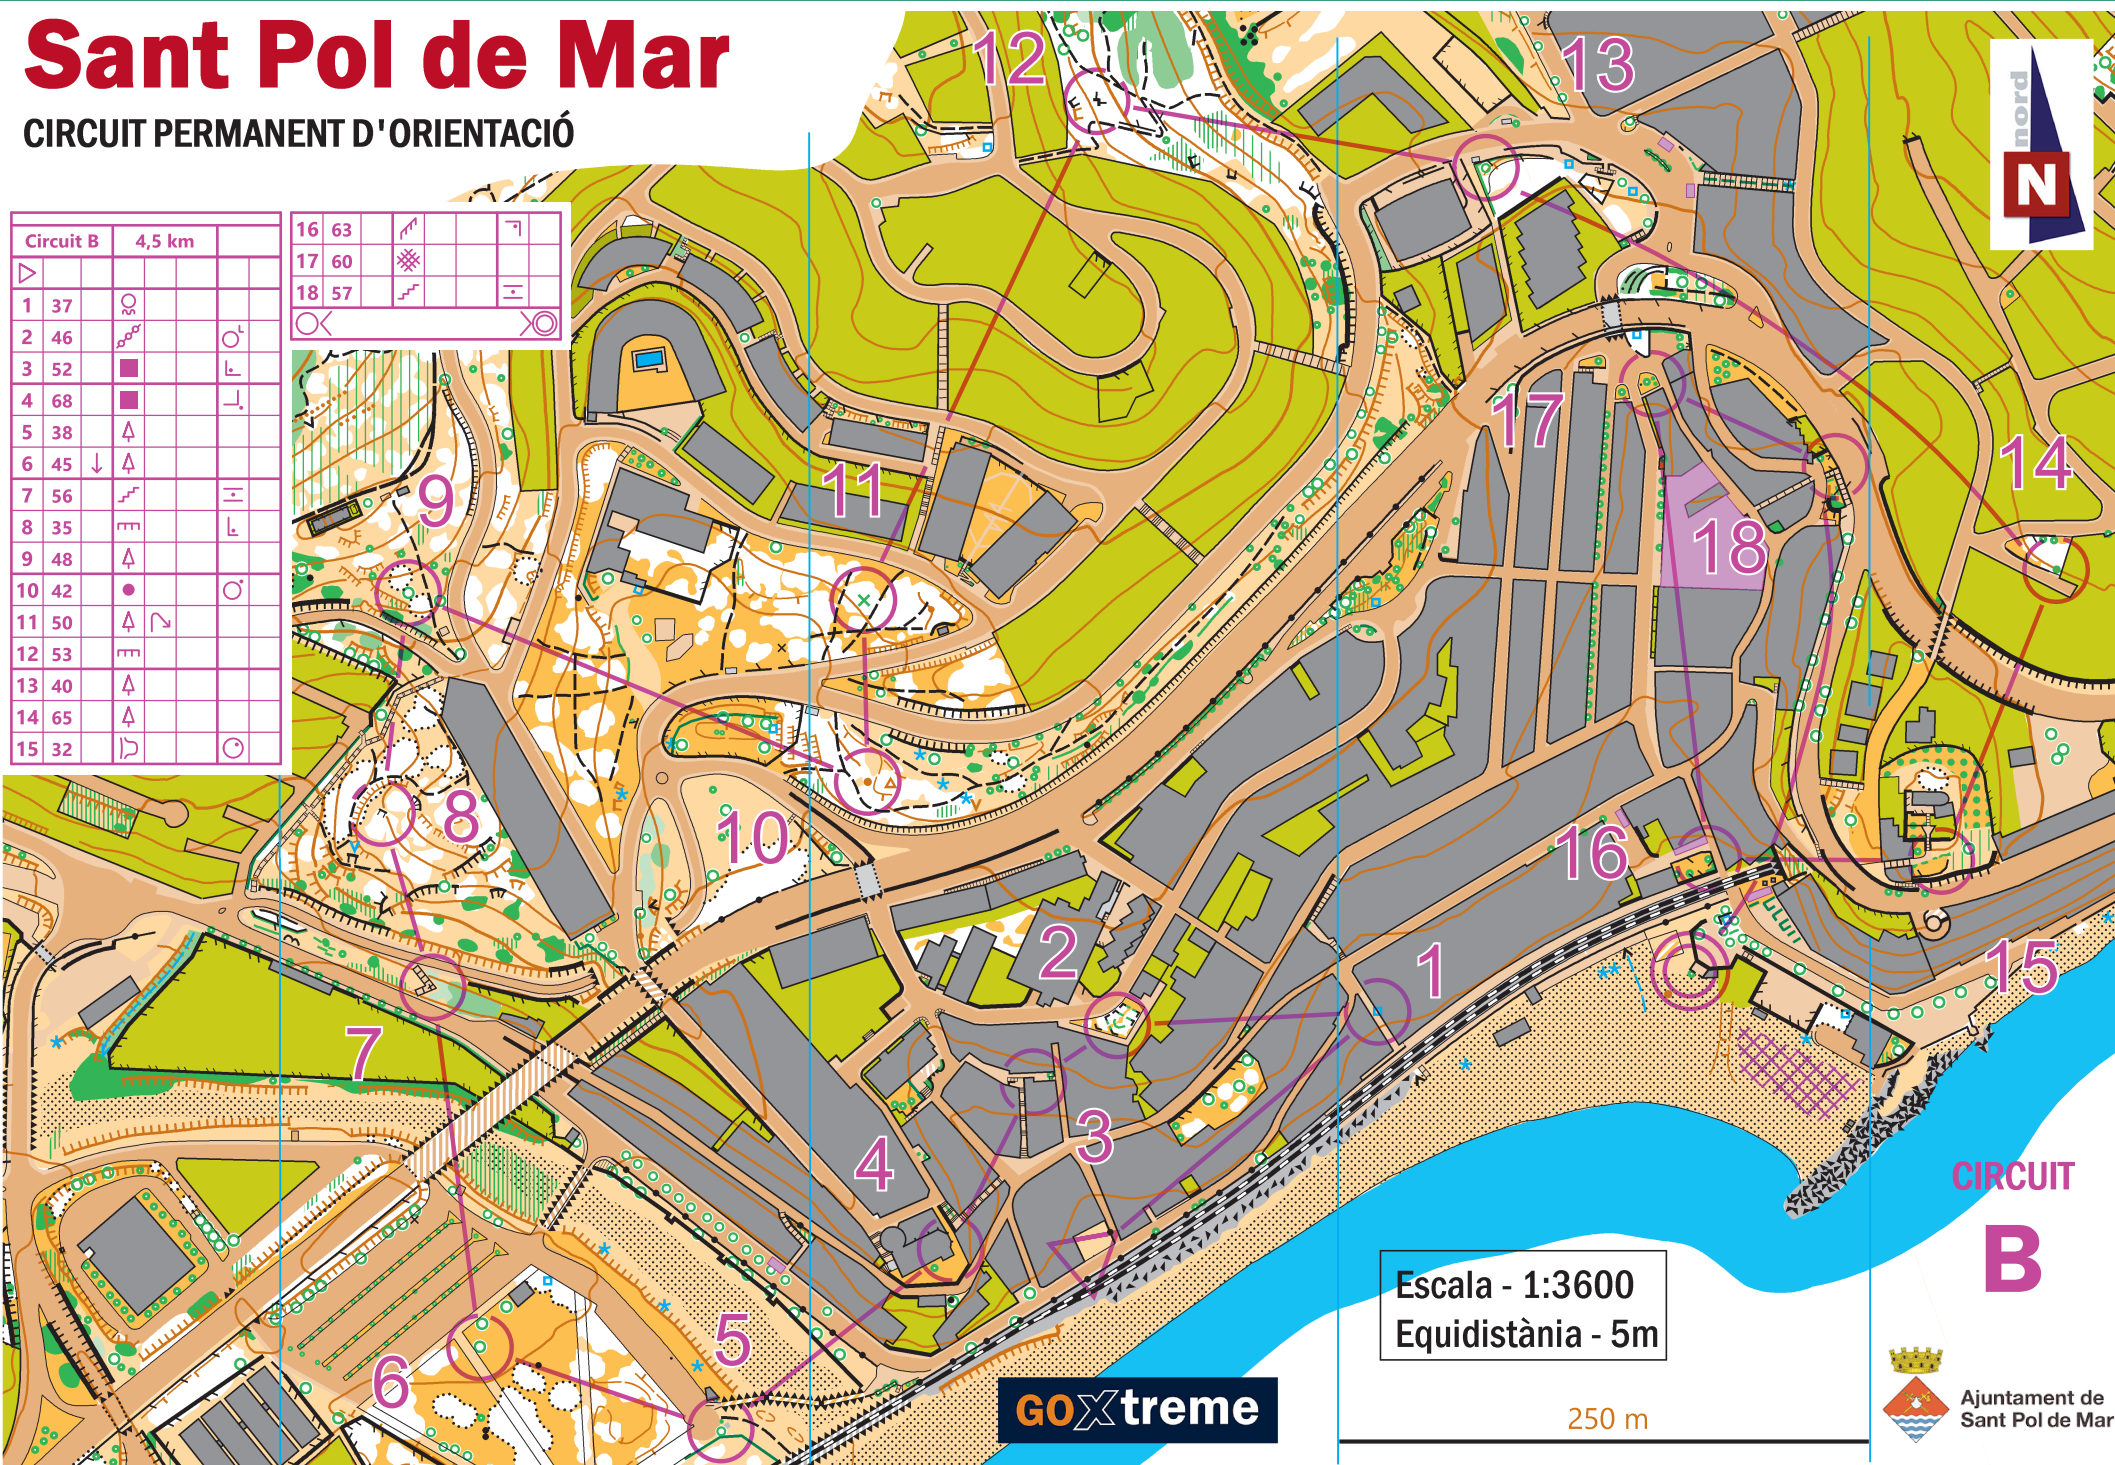 Sant Pol de Mar
CIRCUIT PERMANENT D'ORIENTACIÓ
nord
N
Circuit B 4,5 km
1 37
2 46
3 52
4 68
5 38
6 45
7 56
8 35
9 48
10 42
11 50
12 53
13 40
14 65
15 32
16 63
17 60
18 57
12
13
9
11
17
14
18
8
10
16
2
1
15
7
3
4
5
6
CIRCUIT
B
Escala - 1:3600
Equidistània - 5m
GOXtreme
250 m
Ajuntament de
Sant Pol de Mar